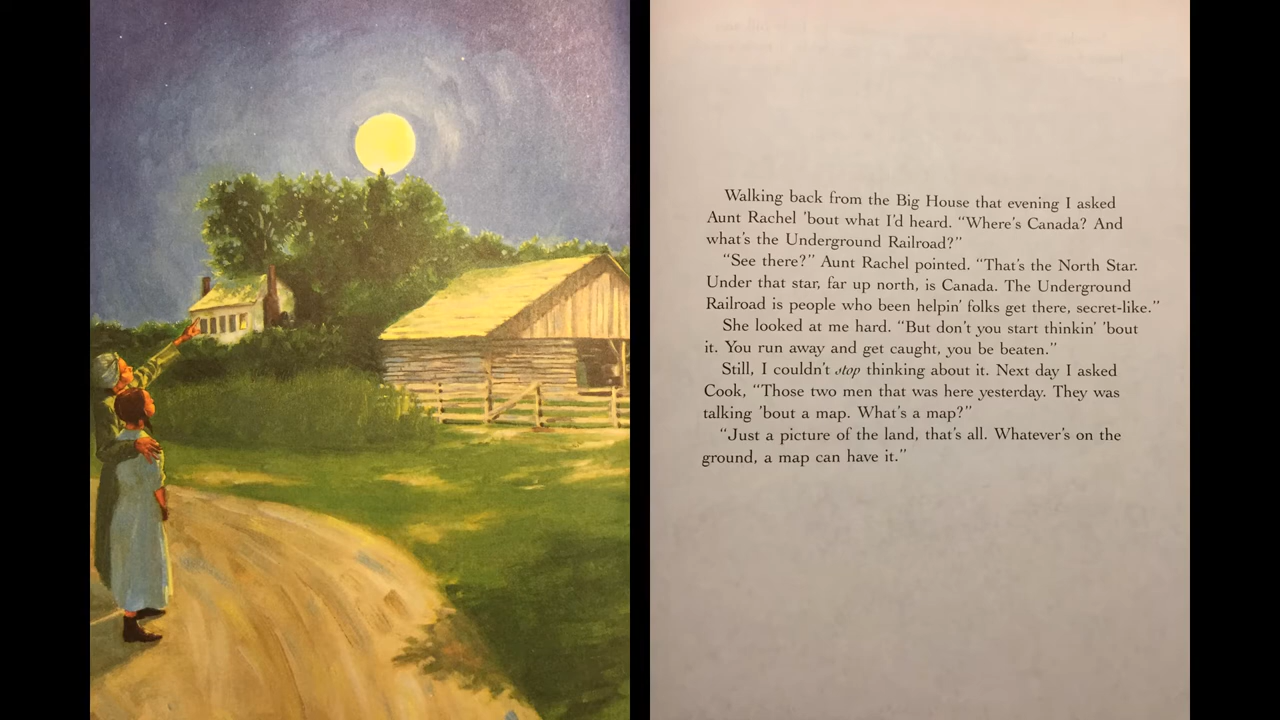 Walking back from the Big House that evening I asked
Aunt Rachel 'bout what I'd heard. “Where's Canada? And
what's the Underground Railroad?”
“See there?” Aunt Rachel pointed. “That's the North Star.
Under that star, far up north, is Canada. The Underground
Railroad is people who been helpin' folks get there, secret-like.”
She looked at me hard. “But don't you start thinkin' 'bout
it. You run away and get caught, you be beaten.”
Still, I couldn't stop thinking about it. Next day I asked
Cook, “Those two men that was here yesterday. They was
talking 'bout a map. What's a map?”
“Just a picture of the land, that's all. Whatever's on the
ground, a map can have it.”